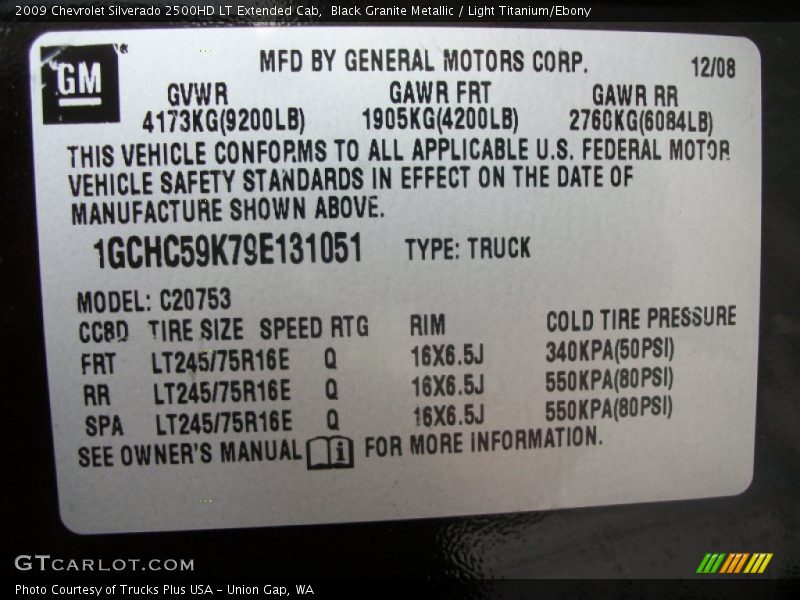 2009 Chevrolet Silverado 2500HD LT Extended Cab,  Black Granite Metallic / Light Titanium/Ebony
GM
MFD BY GENERAL MOTORS CORP.
12/08
GVWR GAWR FRT GAWR RR
4173KG(9200LB) 1905KG(4200LB) 2760KG(6084LB)
THIS VEHICLE CONFORMS TO ALL APPLICABLE U.S. FEDERAL MOTOR
VEHICLE SAFETY STANDARDS IN EFFECT ON THE DATE OF
MANUFACTURE SHOWN ABOVE.
1GCHC59K79E131051 TYPE: TRUCK
MODEL: C20753
CC8D TIRE SIZE SPEED RTG RIM COLD TIRE PRESSURE
FRT LT245/75R16E Q 16X6.5J 340KPA(50PSI)
RR LT245/75R16E Q 16X6.5J 550KPA(80PSI)
SPA LT245/75R16E Q 16X6.5J 550KPA(80PSI)
SEE OWNER'S MANUAL i FOR MORE INFORMATION.
GTCARLOT.COM
Photo Courtesy of Trucks Plus USA - Union Gap, WA